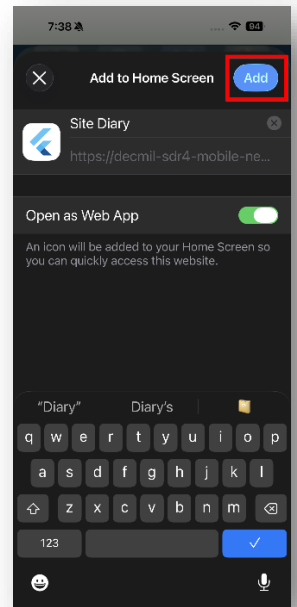 7:38
94
Add to Home Screen
Add
Site Diary
https://decmil-sdr4-mobile-ne...
Open as Web App
An icon will be added to your Home Screen so
you can quickly access this website.
"Diary"
Diary's
q w e r t y u i o p
a s d f g h j k l
z x c v b n m
123